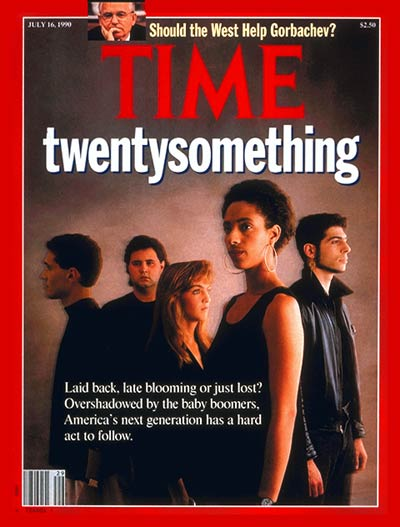 JULY 16, 1990
Should the West Help Gorbachev?
$2.50
TIME
twentysomething
Laid back, late blooming or just lost?
Overshadowed by the baby boomers,
America's next generation has a hard
act to follow.
29